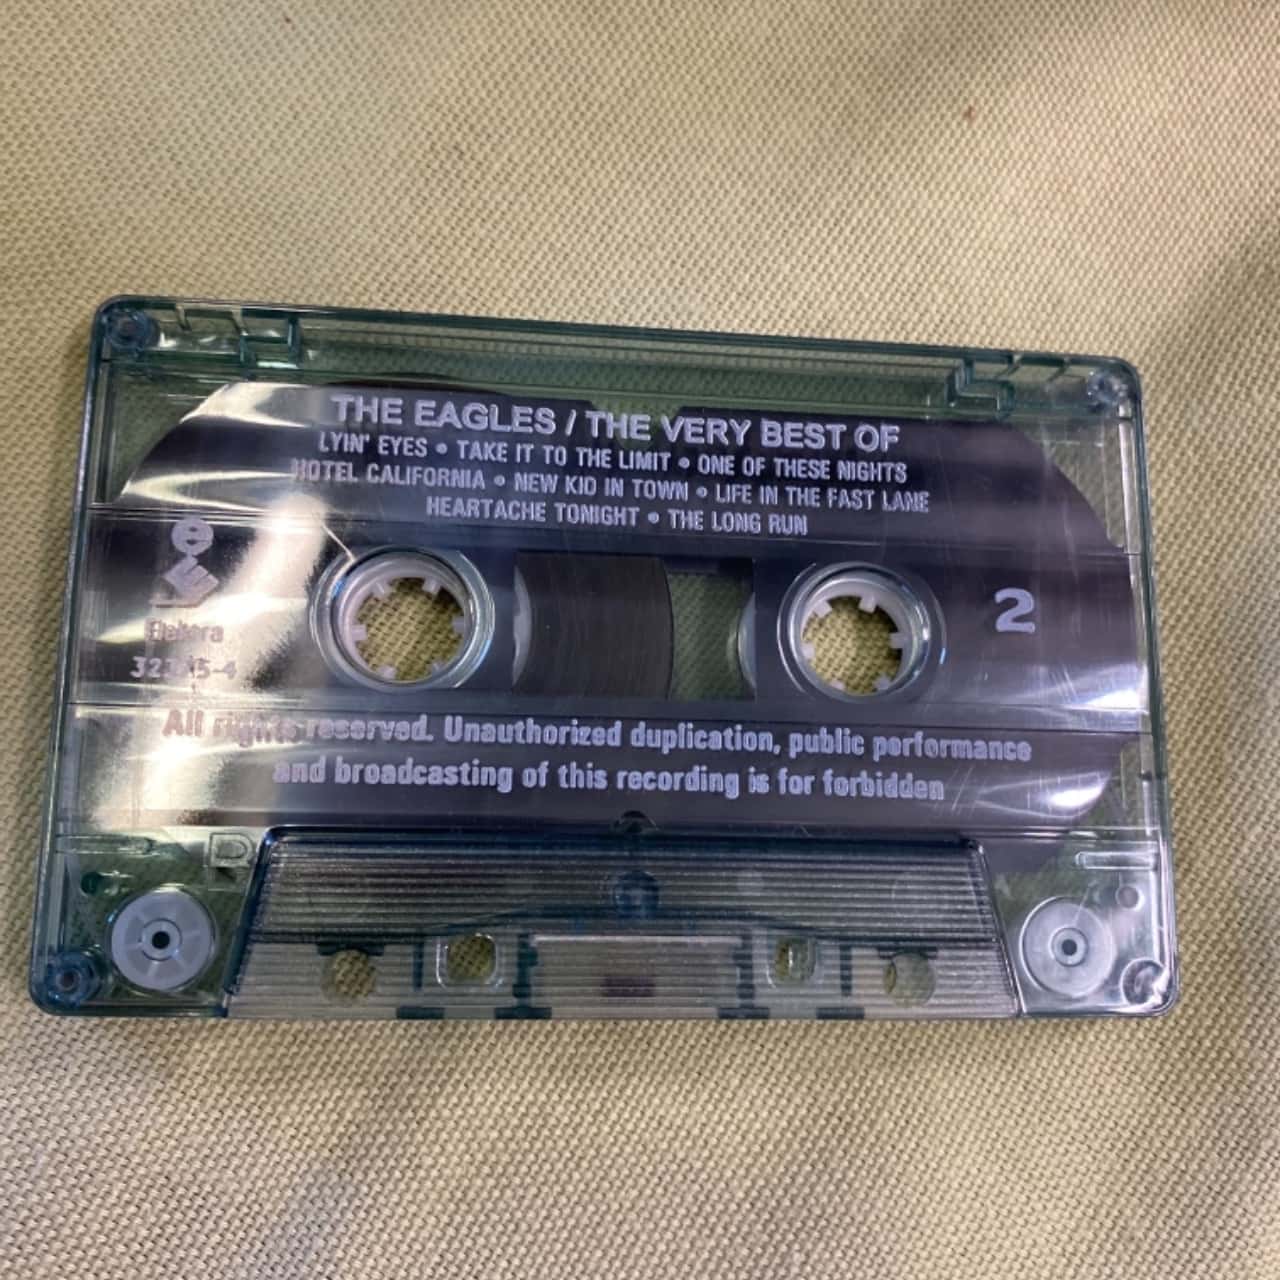 THE EAGLES / THE VERY BEST OF
LYIN' EYES • TAKE IT TO THE LIMIT • ONE OF THESE NIGHTS
HOTEL CALIFORNIA • NEW KID IN TOWN • LIFE IN THE FAST LANE
HEARTACHE TONIGHT • THE LONG RUN
e
2
Elektra
All rights reserved. Unauthorized duplication, public performance
and broadcasting of this recording is for forbidden
R